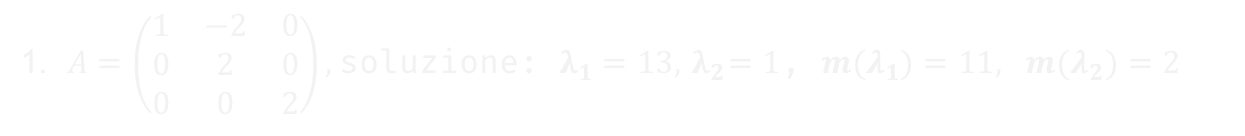 1. A = (1 −2 0
0 2 0
0 0 2), soluzione: λ₁ = 13, λ₂ = 1, m(λ₁) = 11, m(λ₂) = 2